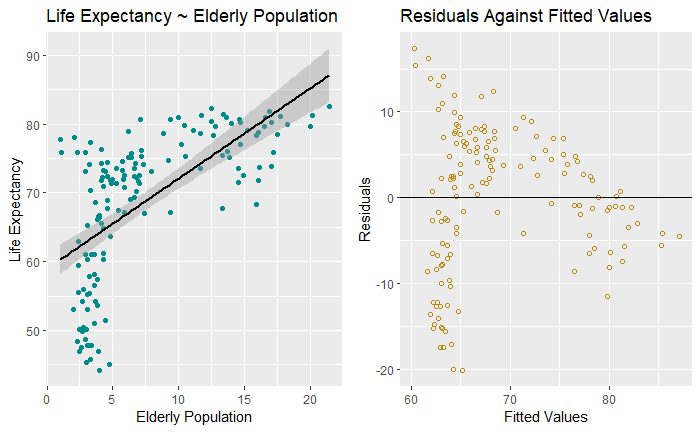 Life Expectancy ~ Elderly Population
Life Expectancy
90
80
70
60
50
0
5
10
15
20
Elderly Population
Residuals Against Fitted Values
Residuals
10
0
-10
-20
60
70
80
Fitted Values